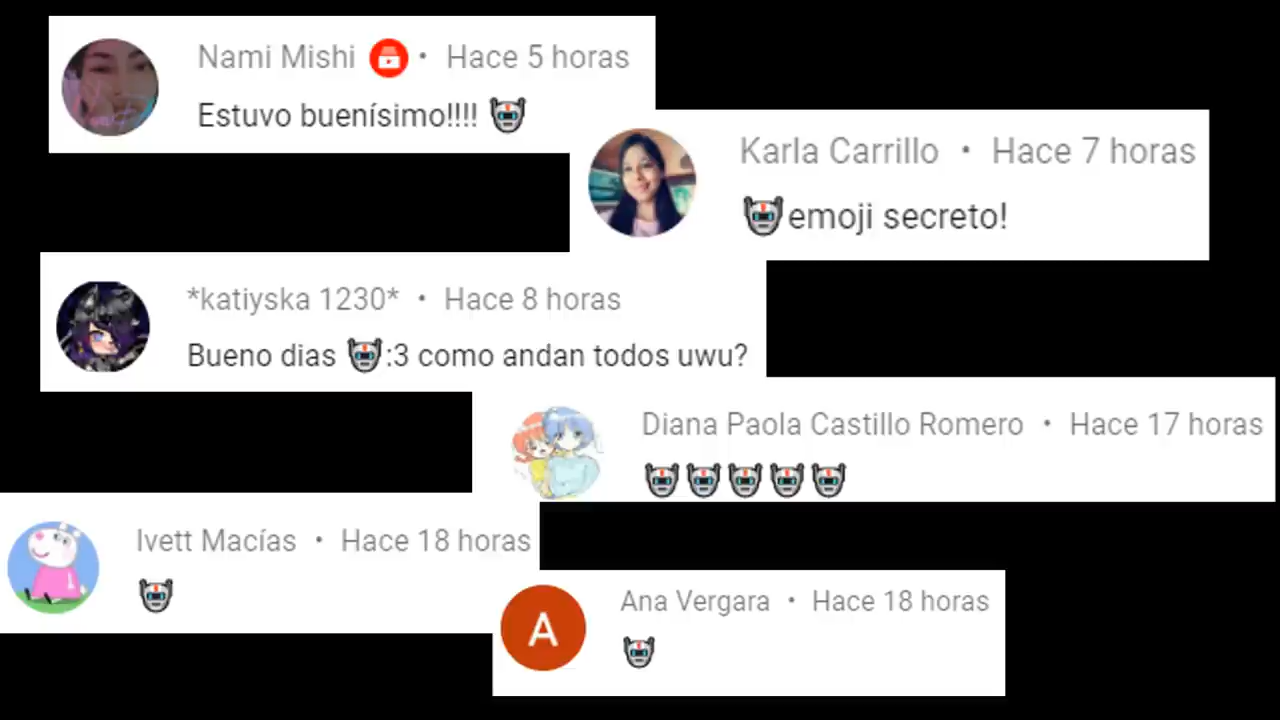 Nami Mishi • Hace 5 horas
Estuvo buenísimo!!!! 🤖
Karla Carrillo • Hace 7 horas
🤖emoji secreto!
*katiyska 1230* • Hace 8 horas
Bueno dias 🤖:3 como andan todos uwu?
Diana Paola Castillo Romero • Hace 17 horas
🤖🤖🤖🤖🤖
Ivett Macías • Hace 18 horas
🤖
A
Ana Vergara • Hace 18 horas
🤖